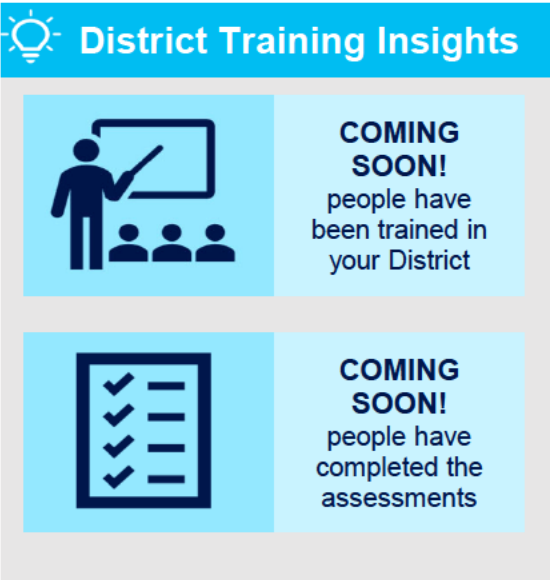 District Training Insights
COMING
SOON!
people have
been trained in
your District
COMING
SOON!
people have
completed the
assessments